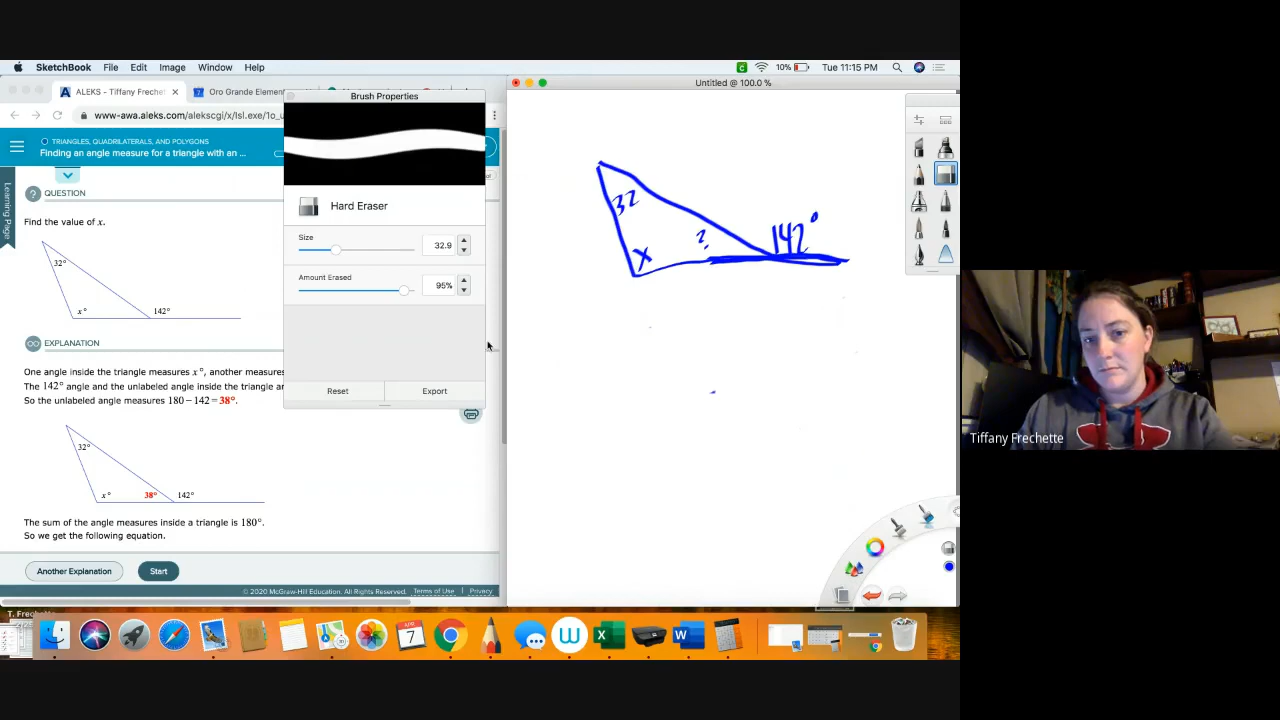 SketchBook File Edit Image Window Help
10% Tue 11:15 PM
ALEKS - Tiffany Freche
Oro Grande Elemen
www-awa.aleks.com/alekscgi/x/Isl.exe/1o_u
TRIANGLES, QUADRILATERALS, AND POLYGONS
Finding an angle measure for a triangle with an ...
Learning Page
QUESTION
Find the value of x.
32°
x°
142°
EXPLANATION
One angle inside the triangle measures x°, another measures
The 142° angle and the unlabeled angle inside the triangle ar
So the unlabeled angle measures 180 − 142 = 38°.
32°
x°
38°
142°
The sum of the angle measures inside a triangle is 180°.
So we get the following equation.
Another Explanation
Start
© 2020 McGraw-Hill Education. All Rights Reserved. Terms of Use Privacy
T. Frechette
Brush Properties
Hard Eraser
Size
32.9
Amount Erased
95%
Reset
Export
Untitled @ 100.0 %
32
?
142°
X
APR
7
W
X
W
Tiffany Frechette